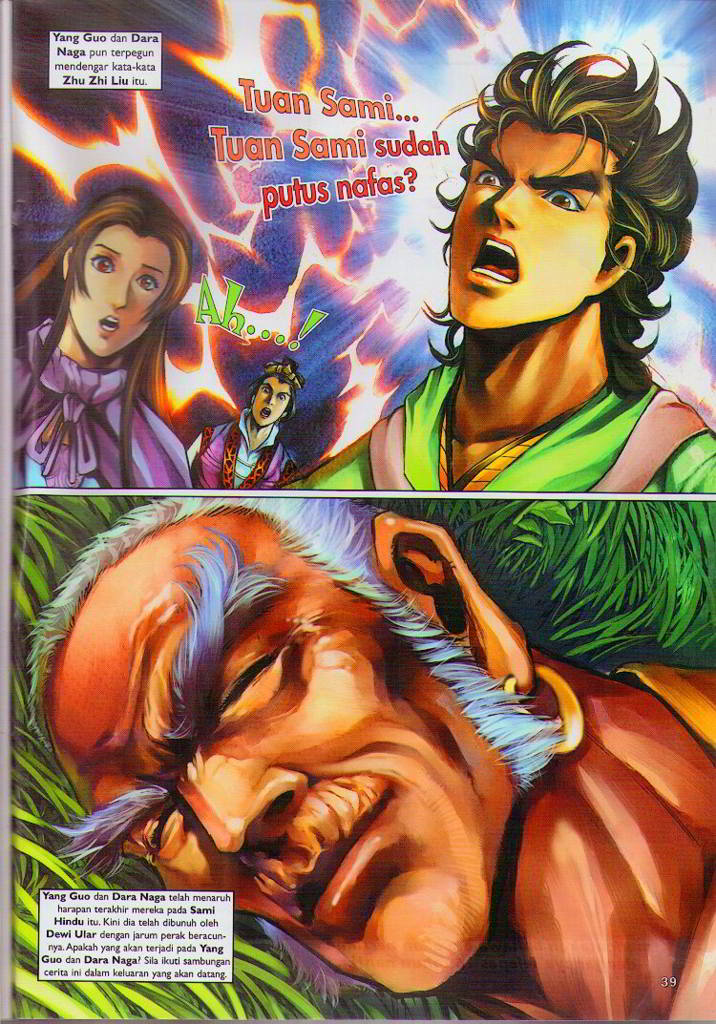 Yang Guo dan Dara
Naga pun terpegun
mendengar kata-kata
Zhu Zhi Liu itu.
Tuan Sami...
Tuan Sami sudah
putus nafas?
Ah....!
Yang Guo dan Dara Naga telah menaruh
harapan terakhir mereka pada Sami
Hindu itu. Kini dia telah dibunuh oleh
Dewi Ular dengan jarum perak beracun-
nya. Apakah yang akan terjadi pada Yang
Guo dan Dara Naga? Sila ikuti sambungan
cerita ini dalam keluaran yang akan datang.
39